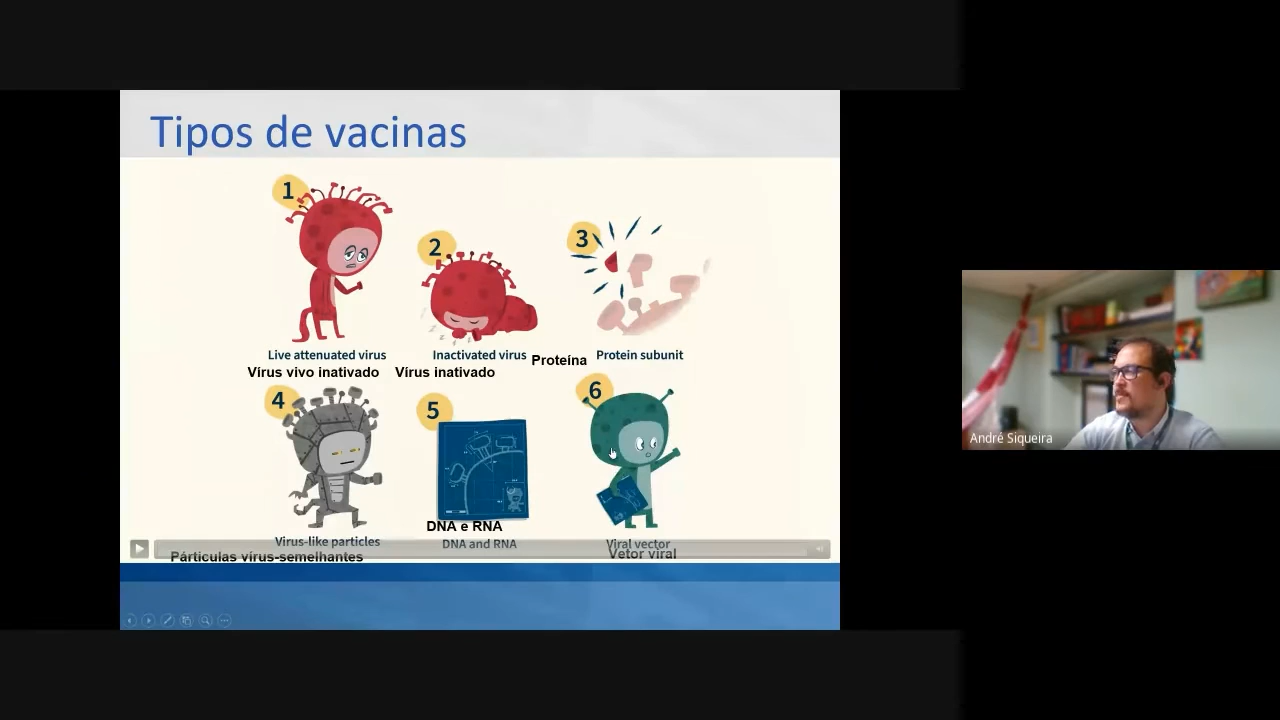 Tipos de vacinas
1
2
3
Live attenuated virus
Inactivated virus
Protein subunit
Vírus vivo inativado
Vírus inativado
Proteína
4
5
6
DNA e RNA
Virus-like particles
DNA and RNA
Viral vector
Párticulas vírus-semelhantes
Vetor viral
André Siqueira